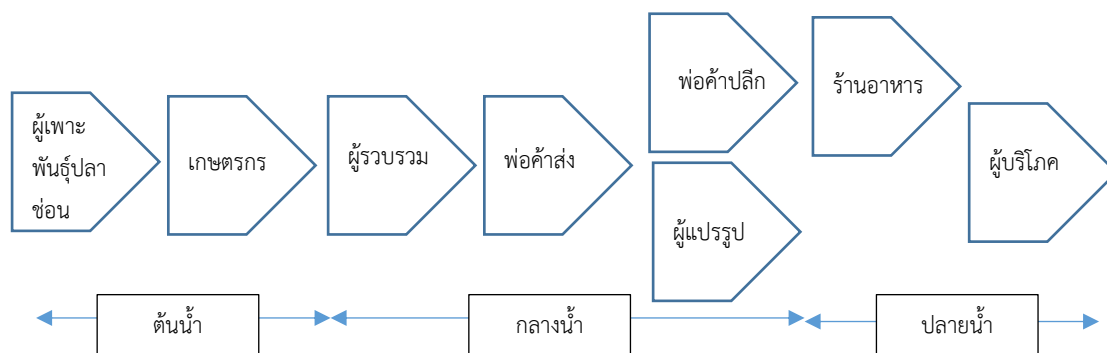 ผู้เพาะ
พันธุ์ปลา
ช่อน
เกษตรกร
ผู้รวบรวม
พ่อค้าส่ง
พ่อค้าปลีก
ผู้แปรรูป
ร้านอาหาร
ผู้บริโภค
ต้นน้ำ
กลางน้ำ
ปลายน้ำ